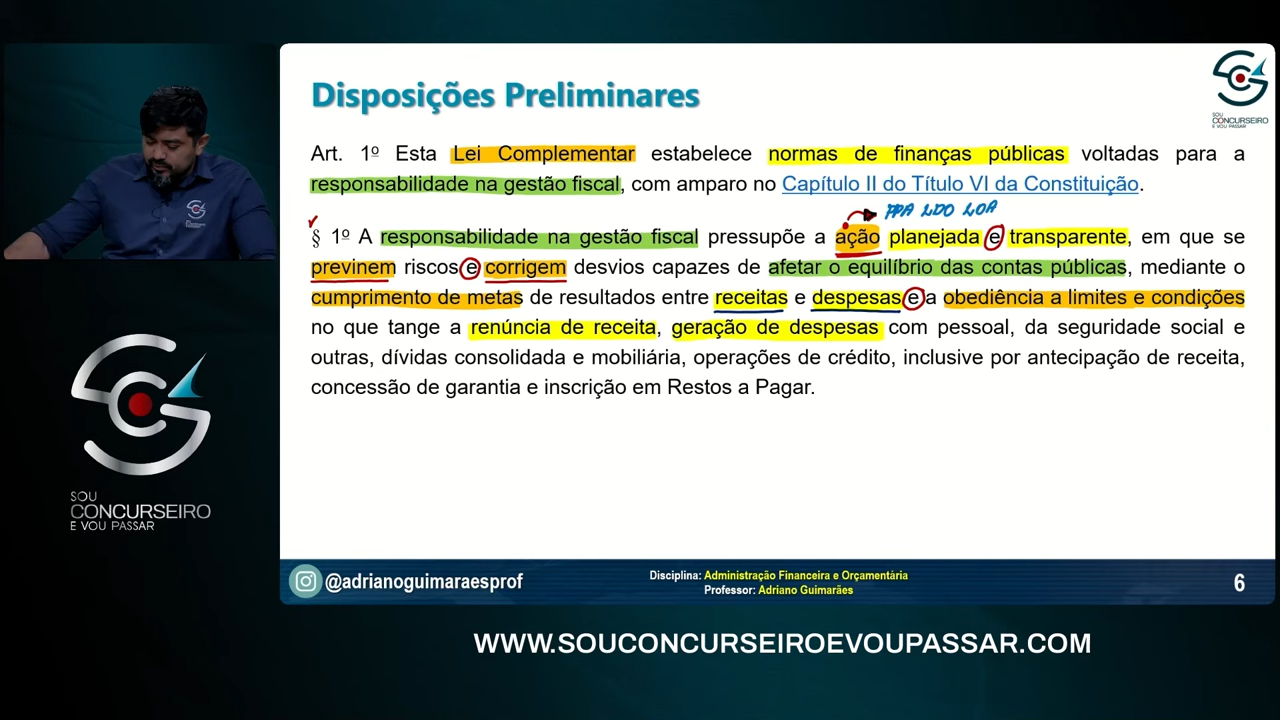 Disposições Preliminares
SOU
CONCURSEIRO
E VOU PASSAR
Art. 1º Esta Lei Complementar estabelece normas de finanças públicas voltadas para a
responsabilidade na gestão fiscal, com amparo no Capítulo II do Título VI da Constituição.
PPA LDO LOA
§ 1º A responsabilidade na gestão fiscal pressupõe a ação planejada e transparente, em que se
previnem riscos e corrigem desvios capazes de afetar o equilíbrio das contas públicas, mediante o
cumprimento de metas de resultados entre receitas e despesas e a obediência a limites e condições
no que tange a renúncia de receita, geração de despesas com pessoal, da seguridade social e
outras, dívidas consolidada e mobiliária, operações de crédito, inclusive por antecipação de receita,
concessão de garantia e inscrição em Restos a Pagar.
SOU
CONCURSEIRO
E VOU PASSAR
@adrianoguimaraesprof
Disciplina: Administração Financeira e Orçamentária
Professor: Adriano Guimarães
6
WWW.SOUCONCURSEIROEVOUPASSAR.COM